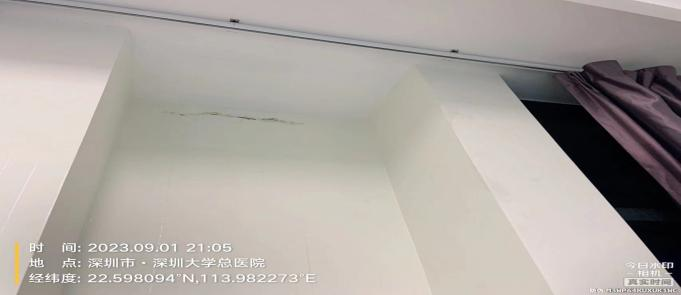 时 间: 2023.09.01 21:05
地 点: 深圳市·深圳大学总医院
经纬度: 22.598094°N,113.982273°E
今日水印
相机
真实时间